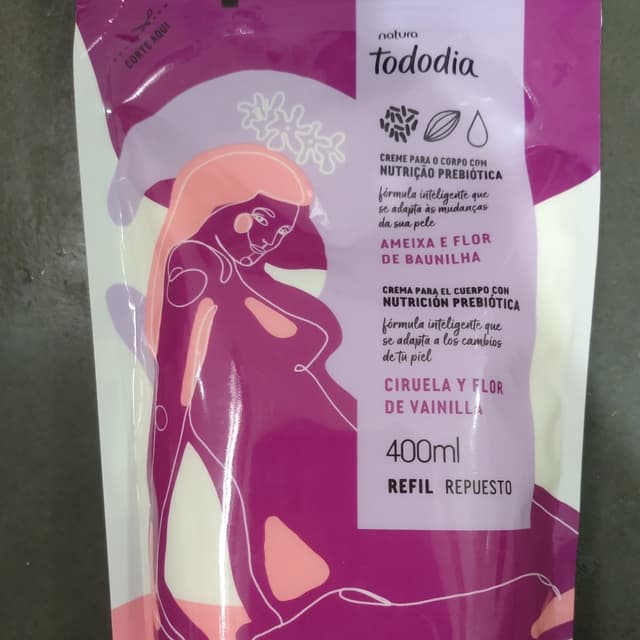 CORTE AQUI
natura
Tododia
CREME PARA O CORPO COM
NUTRIÇÃO PREBIÓTICA
fórmula inteligente que
se adapta às mudanças
da sua pele
AMEIXA E FLOR
DE BAUNILHA
CREMA PARA EL CUERPO CON
NUTRICIÓN PREBIÓTICA
fórmula inteligente que
se adapta a los cambios
de tu piel
CIRUELA Y FLOR
DE VAINILLA
400ml
REFIL REPUESTO